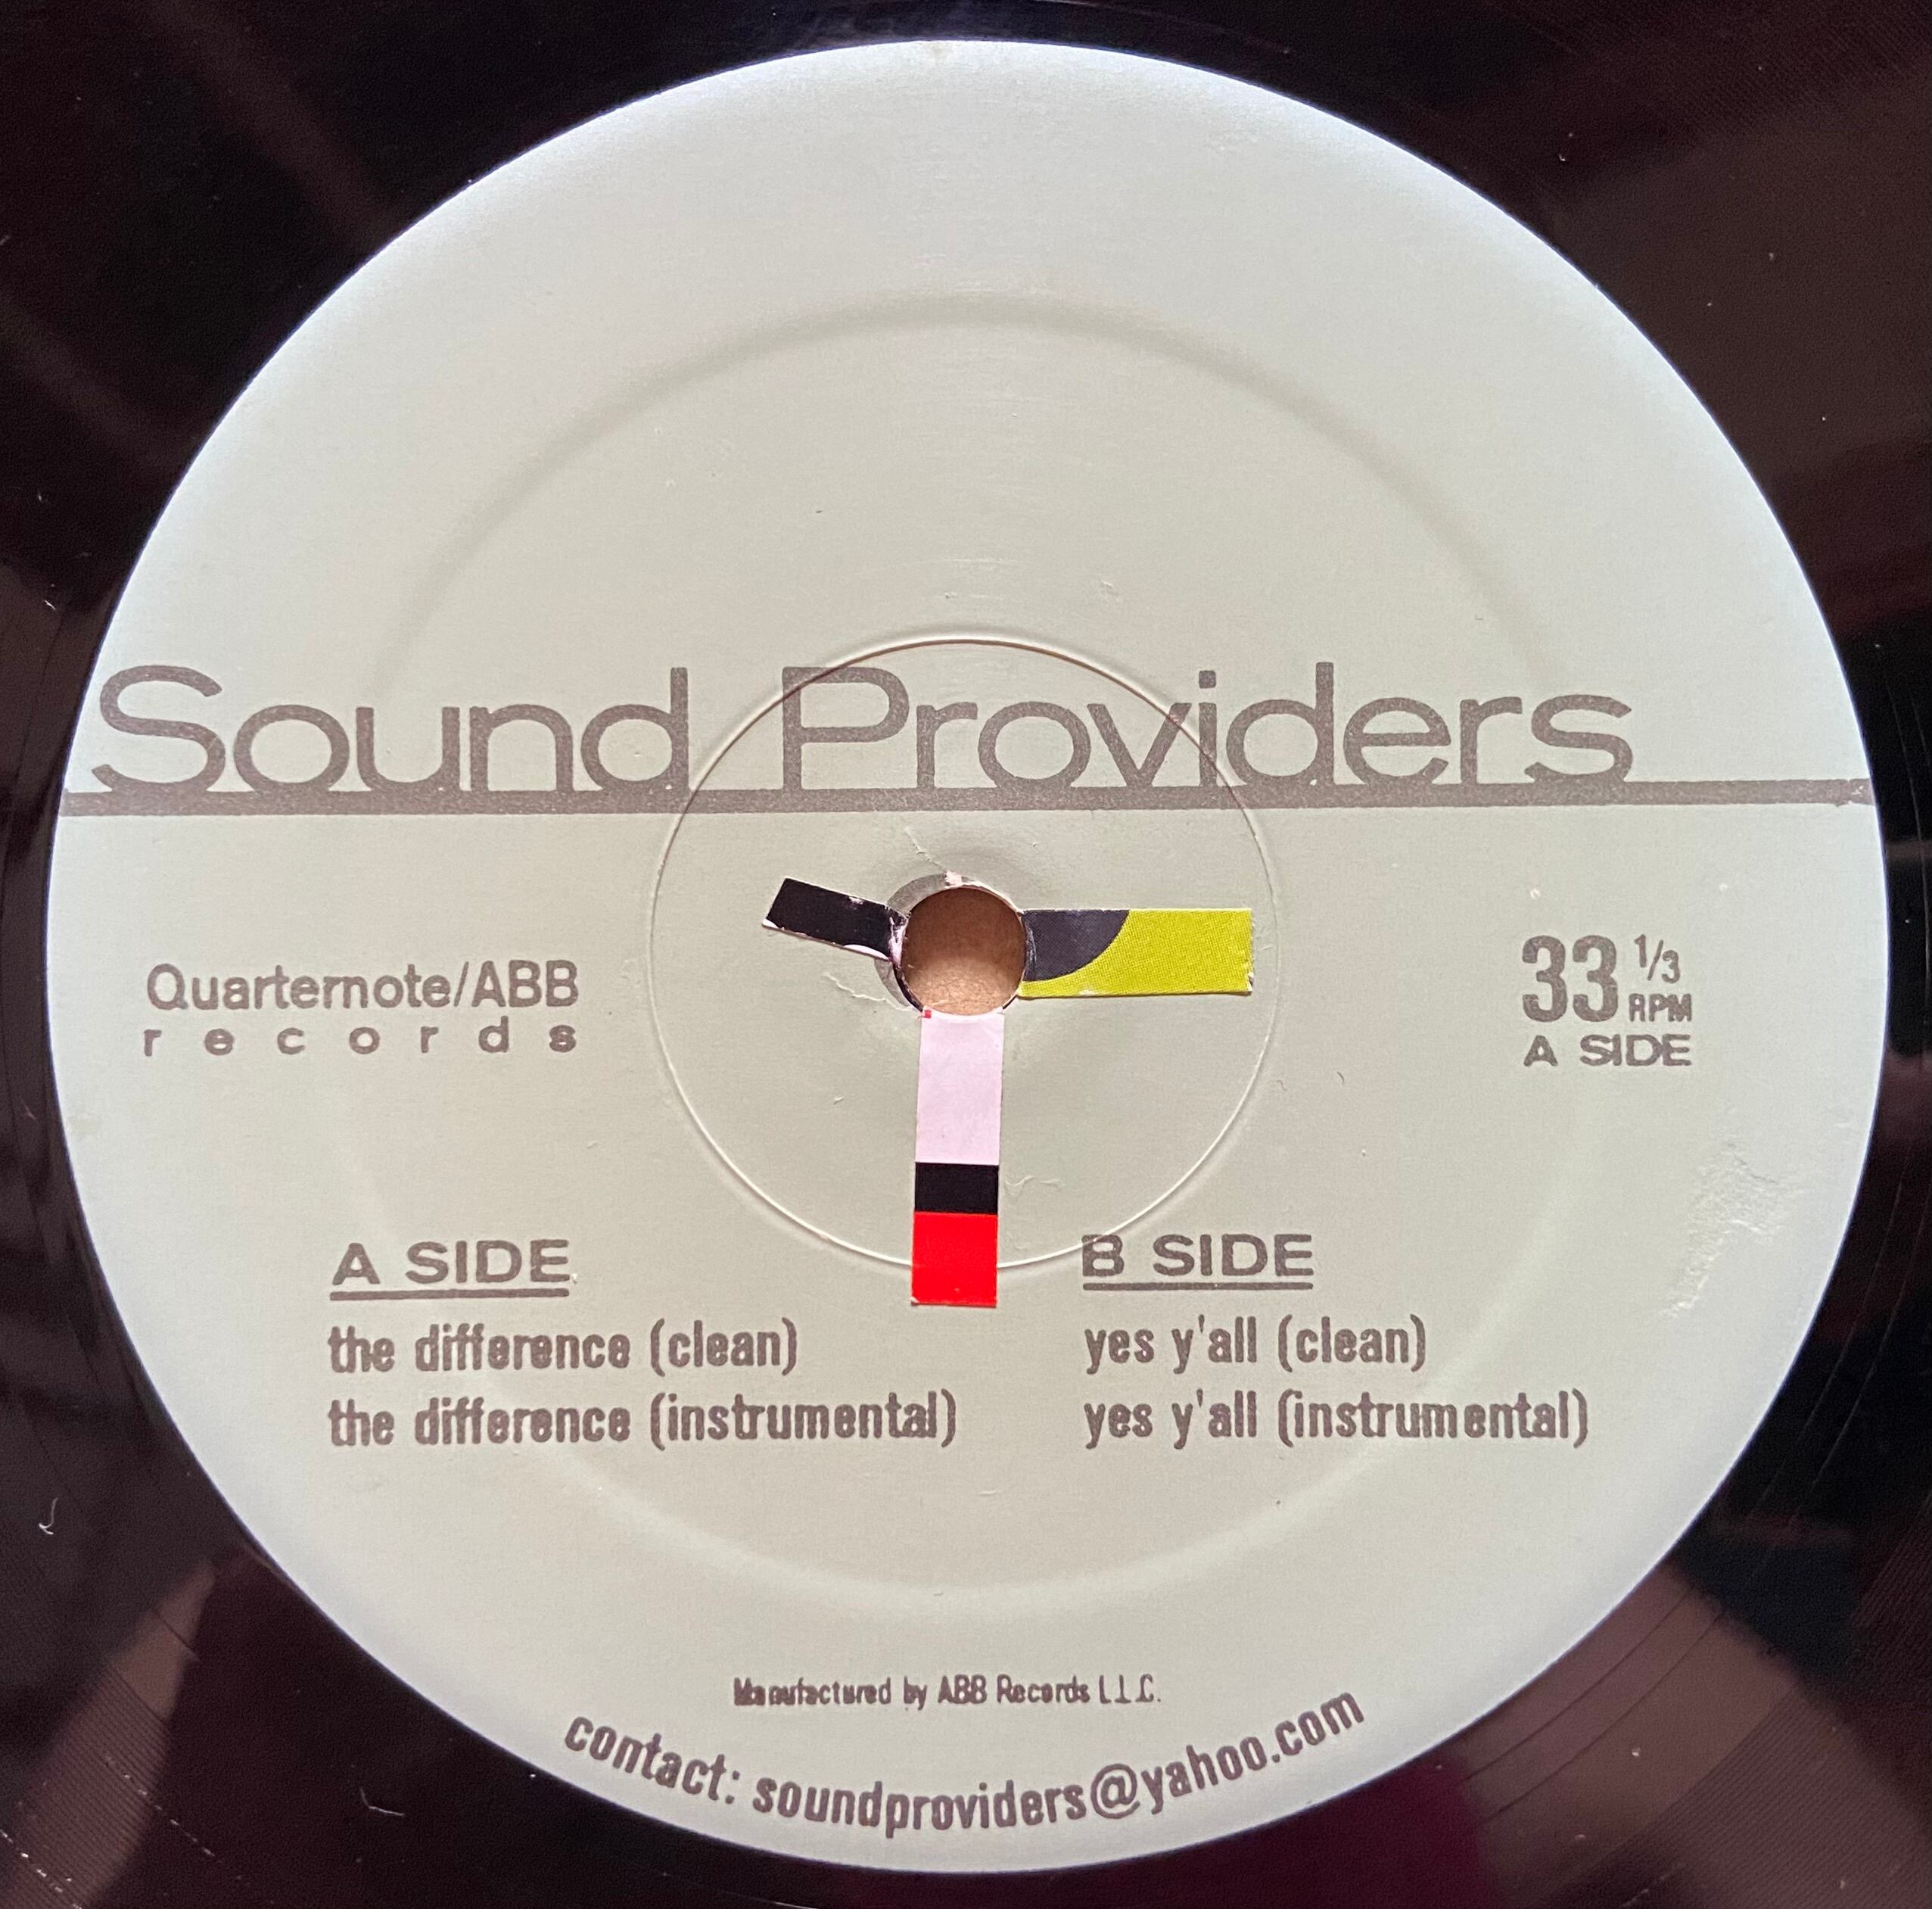 Sound Providers
Quarternote/ABB
records
33 1/3
RPM
A SIDE
A SIDE
the difference (clean)
the difference (instrumental)
B SIDE
yes y'all (clean)
yes y'all (instrumental)
Manufactured by ABB Records L.L.C.
contact: soundproviders@yahoo.com